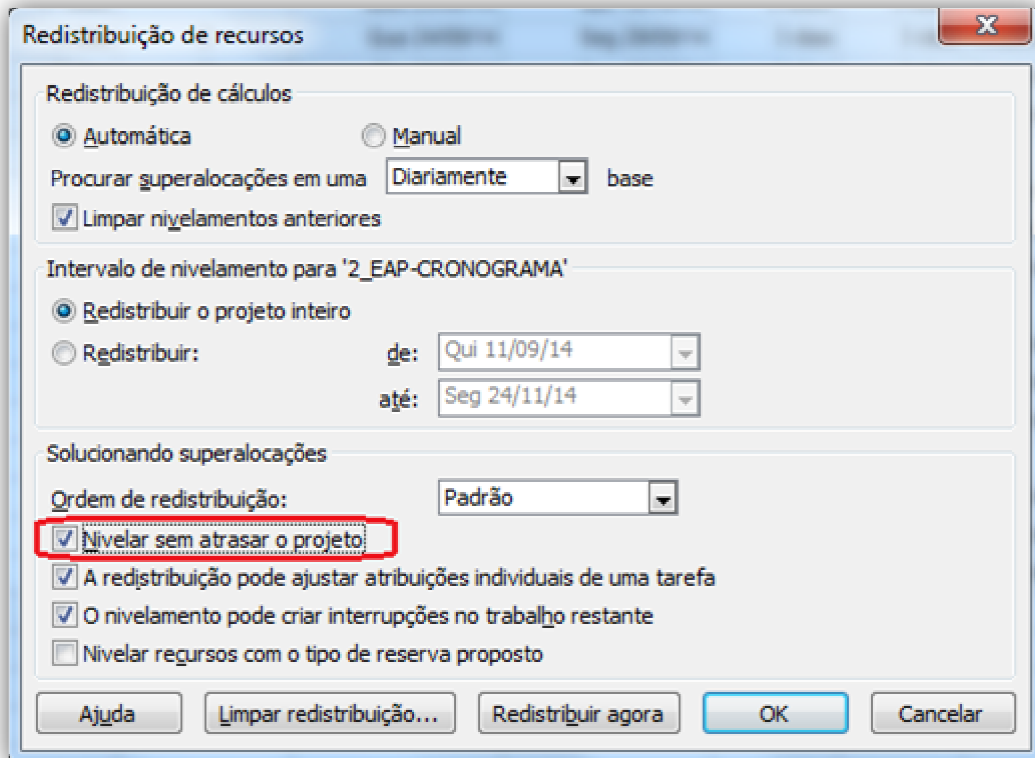 Redistribuição de recursos
Redistribuição de cálculos
Automática Manual
Procurar superalocações em uma Diariamente base
Limpar nivelamentos anteriores
Intervalo de nivelamento para '2_EAP-CRONOGRAMA'
Redistribuir o projeto inteiro
Redistribuir: de: Qui 11/09/14
até: Seg 24/11/14
Solucionando superalocações
Ordem de redistribuição: Padrão
Nivelar sem atrasar o projeto
A redistribuição pode ajustar atribuições individuais de uma tarefa
O nivelamento pode criar interrupções no trabalho restante
Nivelar recursos com o tipo de reserva proposto
Ajuda Limpar redistribuição... Redistribuir agora OK Cancelar